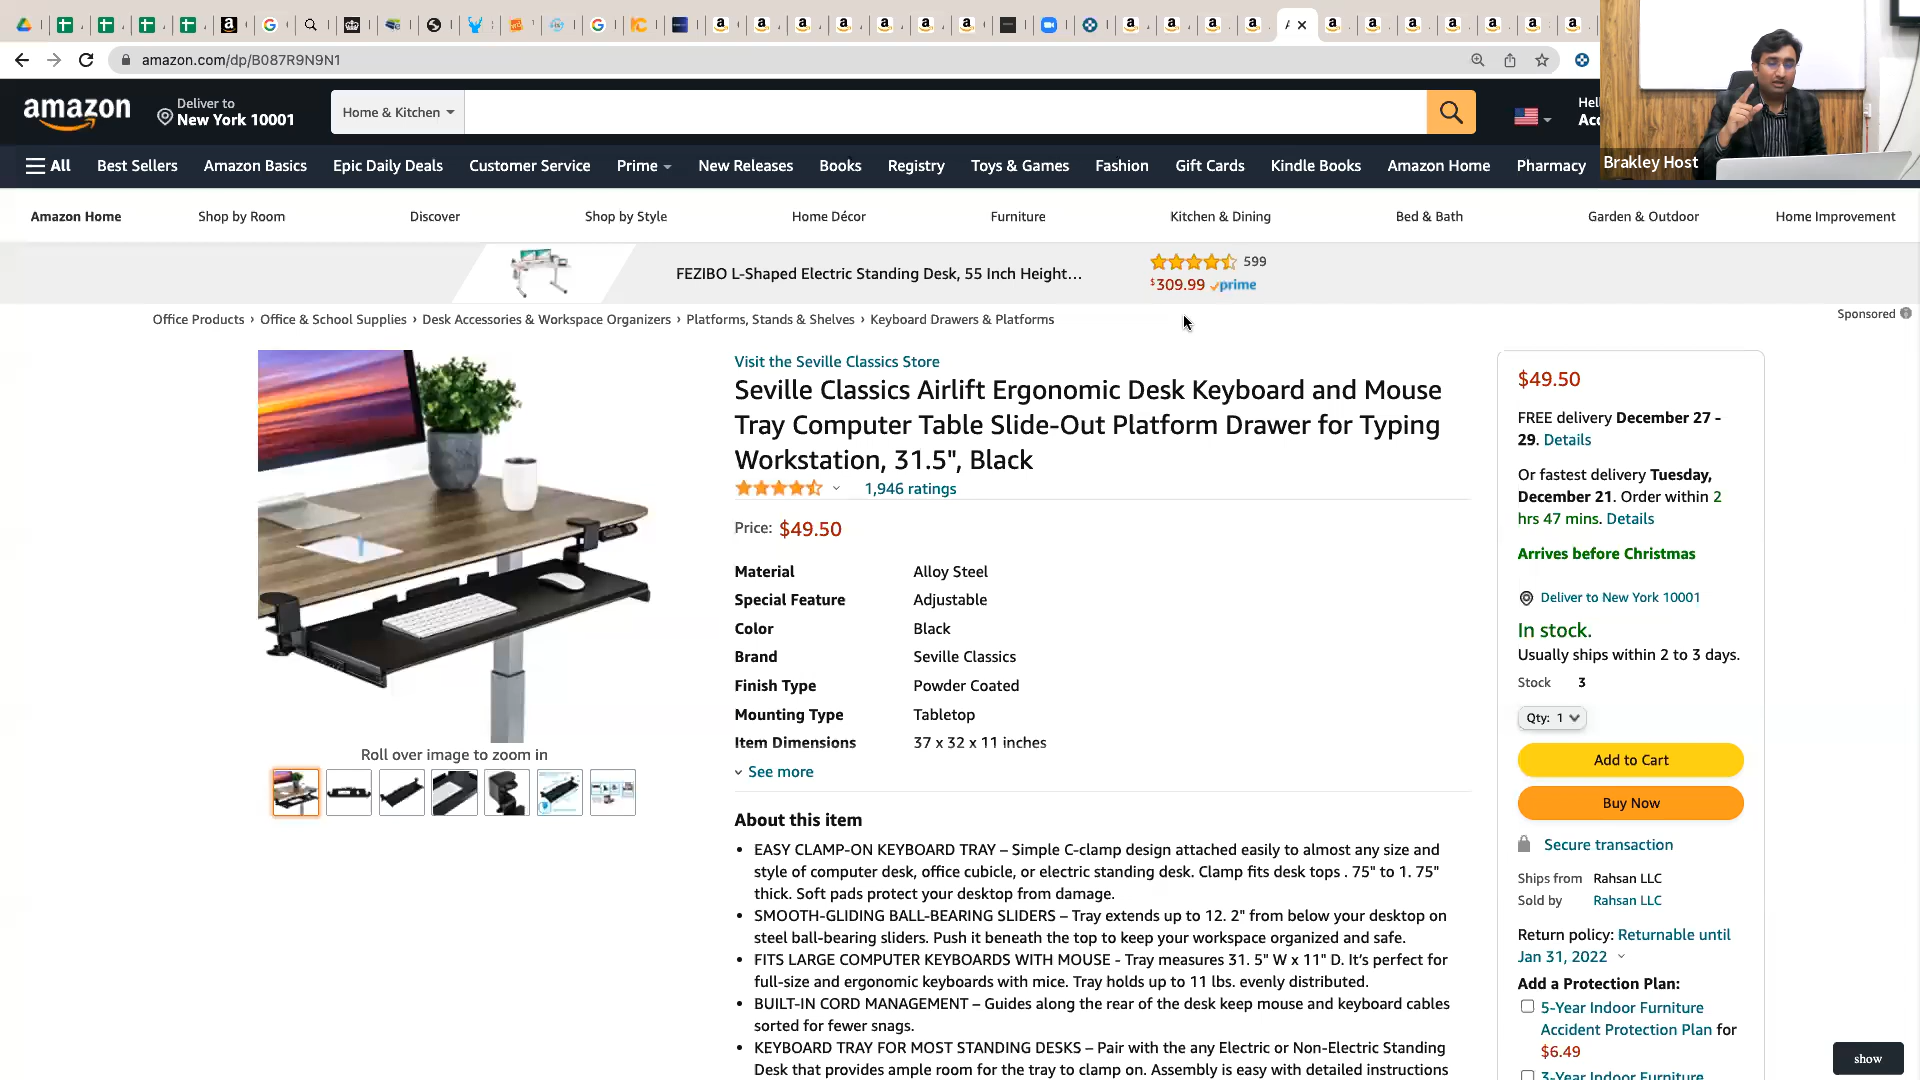 amazon.com/dp/B087R9N9N1
amazon
Deliver to
New York 10001
Home & Kitchen
Hel
Acc
Brakley Host
All
Best Sellers
Amazon Basics
Epic Daily Deals
Customer Service
Prime
New Releases
Books
Registry
Toys & Games
Fashion
Gift Cards
Kindle Books
Amazon Home
Pharmacy
Amazon Home
Shop by Room
Discover
Shop by Style
Home Décor
Furniture
Kitchen & Dining
Bed & Bath
Garden & Outdoor
Home Improvement
FEZIBO L-Shaped Electric Standing Desk, 55 Inch Height...
599
$309.99 prime
Sponsored
Office Products › Office & School Supplies › Desk Accessories & Workspace Organizers › Platforms, Stands & Shelves › Keyboard Drawers & Platforms
Roll over image to zoom in
Visit the Seville Classics Store
Seville Classics Airlift Ergonomic Desk Keyboard and Mouse
Tray Computer Table Slide-Out Platform Drawer for Typing
Workstation, 31.5", Black
1,946 ratings
Price: $49.50
Material Alloy Steel
Special Feature Adjustable
Color Black
Brand Seville Classics
Finish Type Powder Coated
Mounting Type Tabletop
Item Dimensions 37 x 32 x 11 inches
See more
About this item
• EASY CLAMP-ON KEYBOARD TRAY – Simple C-clamp design attached easily to almost any size and
style of computer desk, office cubicle, or electric standing desk. Clamp fits desk tops . 75" to 1. 75"
thick. Soft pads protect your desktop from damage.
• SMOOTH-GLIDING BALL-BEARING SLIDERS – Tray extends up to 12. 2" from below your desktop on
steel ball-bearing sliders. Push it beneath the top to keep your workspace organized and safe.
• FITS LARGE COMPUTER KEYBOARDS WITH MOUSE - Tray measures 31. 5" W x 11" D. It's perfect for
full-size and ergonomic keyboards with mice. Tray holds up to 11 lbs. evenly distributed.
• BUILT-IN CORD MANAGEMENT – Guides along the rear of the desk keep mouse and keyboard cables
sorted for fewer snags.
• KEYBOARD TRAY FOR MOST STANDING DESKS – Pair with the any Electric or Non-Electric Standing
Desk that provides ample room for the tray to clamp on. Assembly is easy with detailed instructions
$49.50
FREE delivery December 27 -
29. Details
Or fastest delivery Tuesday,
December 21. Order within 2
hrs 47 mins. Details
Arrives before Christmas
Deliver to New York 10001
In stock.
Usually ships within 2 to 3 days.
Stock 3
Qty: 1
Add to Cart
Buy Now
Secure transaction
Ships from Rahsan LLC
Sold by Rahsan LLC
Return policy: Returnable until
Jan 31, 2022
Add a Protection Plan:
5-Year Indoor Furniture
Accident Protection Plan for
$6.49
3-Year Indoor Furniture
show